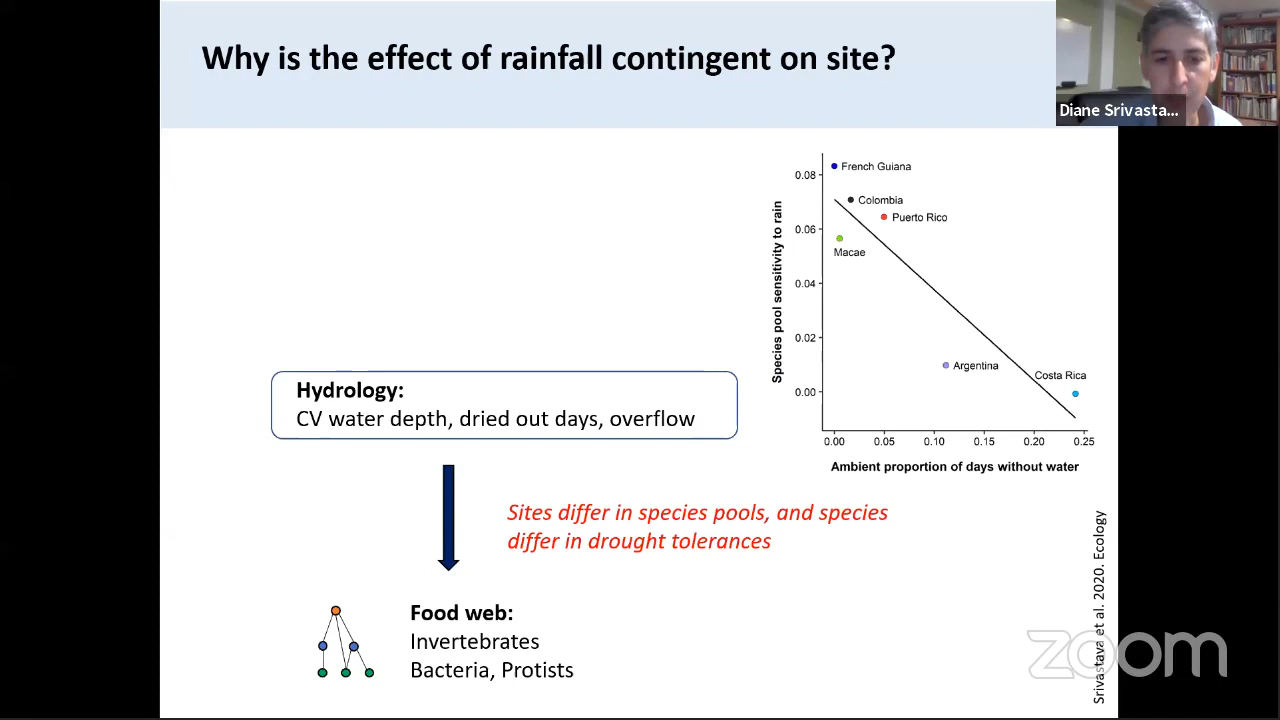 Why is the effect of rainfall contingent on site?
Diane Srivasta...
Species pool sensitivity to rain
0.08
0.06
0.04
0.02
0.00
French Guiana
Colombia
Puerto Rico
Macae
Argentina
Costa Rica
0.00 0.05 0.10 0.15 0.20 0.25
Ambient proportion of days without water
Hydrology:
CV water depth, dried out days, overflow
Sites differ in species pools, and species
differ in drought tolerances
Food web:
Invertebrates
Bacteria, Protists
Srivastava et al. 2020. Ecology
zoom